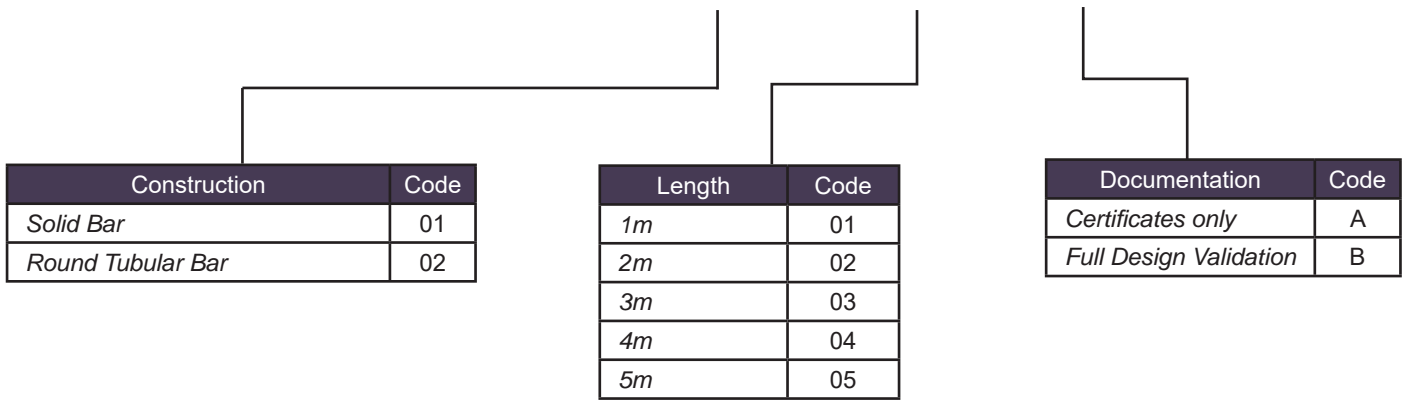 Construction Code
Solid Bar 01
Round Tubular Bar 02
Length Code
1m 01
2m 02
3m 03
4m 04
5m 05
Documentation Code
Certificates only A
Full Design Validation B